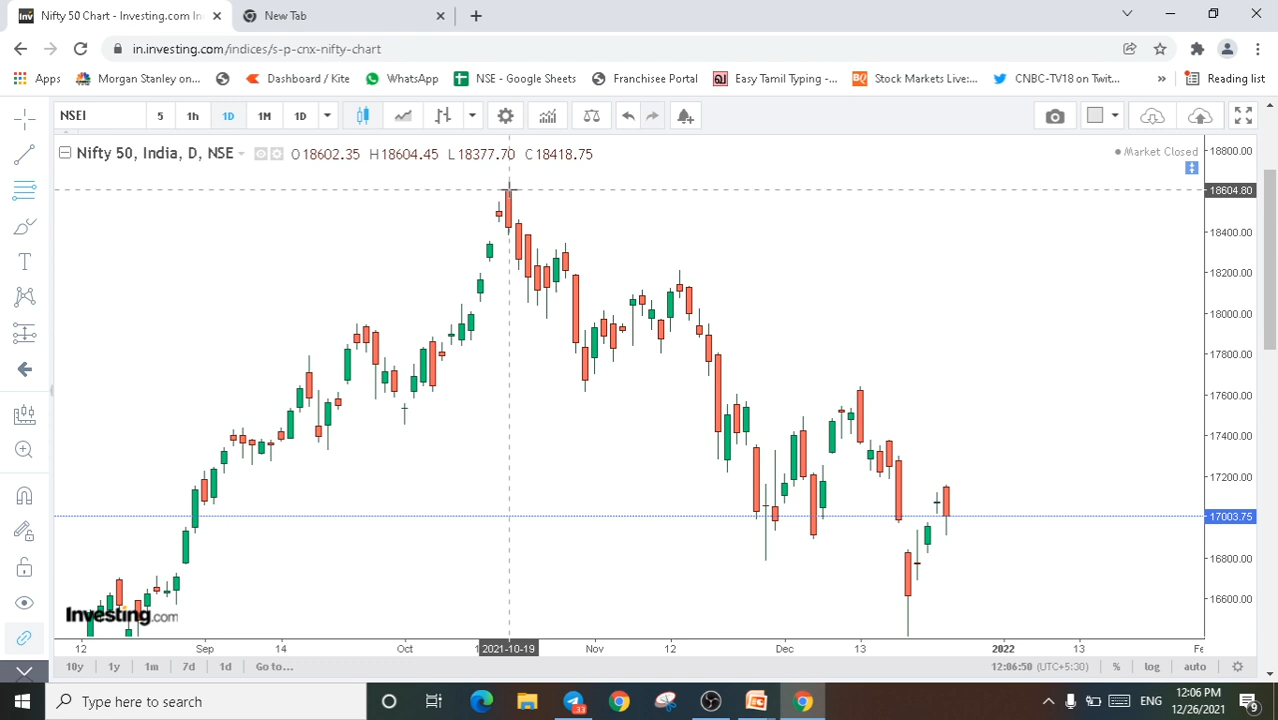 Nifty 50 Chart - Investing.com In
New Tab
in.investing.com/indices/s-p-cnx-nifty-chart
Apps Morgan Stanley on... Dashboard / Kite WhatsApp NSE - Google Sheets Franchisee Portal Easy Tamil Typing -... BQ Stock Markets Live:... CNBC-TV18 on Twit... » Reading list
NSEI 5 1h 1D 1M 1D
Nifty 50, India, D, NSE O 18602.35 H 18604.45 L 18377.70 C 18418.75
Market Closed
18800.00
18604.80
18400.00
18200.00
18000.00
17800.00
17600.00
17400.00
17200.00
17003.75
16800.00
16600.00
Investing.com
12 Sep 14 Oct 2021-10-19 Nov 12 Dec 13 2022 13 Fe
10y 1y 1m 7d 1d Go to... 12:06:50 (UTC+5:30) % log auto
Type here to search
33
ENG
12:06 PM
12/26/2021
9